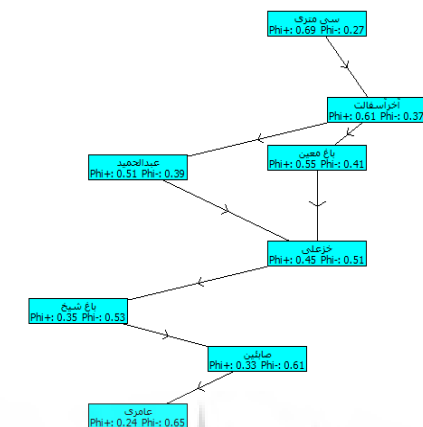 سی متری
Phi+: 0.69 Phi-: 0.27
آخرآسفالت
Phi+: 0.61 Phi-: 0.37
باغ معین
Phi+: 0.55 Phi-: 0.41
عبدالحمید
Phi+: 0.51 Phi-: 0.39
خزعلی
Phi+: 0.45 Phi-: 0.51
باغ شیخ
Phi+: 0.35 Phi-: 0.53
صابئین
Phi+: 0.33 Phi-: 0.61
عامری
Phi+: 0.24 Phi-: 0.65